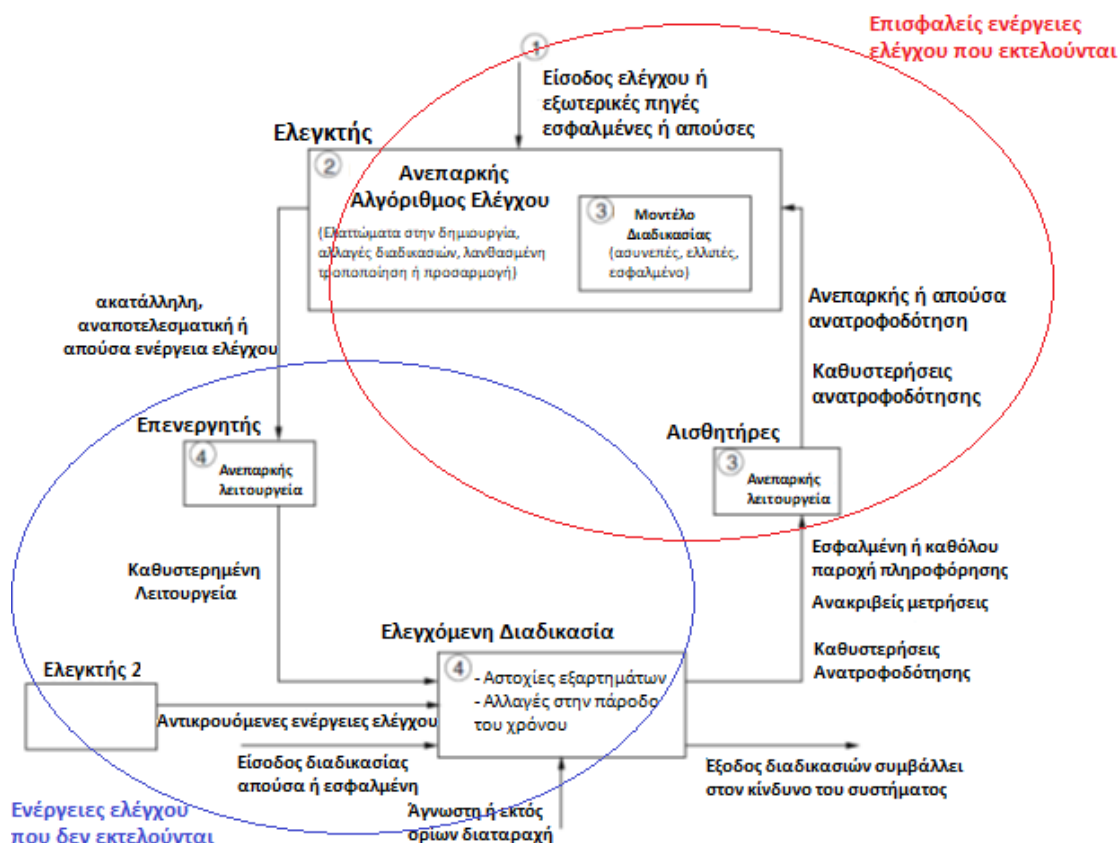 Επισφαλείς ενέργειες
ελέγχου που εκτελούνται
1
Είσοδος ελέγχου ή
εξωτερικές πηγές
εσφαλμένες ή απούσες
Ελεγκτής
2
Ανεπαρκής
Αλγόριθμος Ελέγχου
(Ελαττώματα στην δημιουργία,
αλλαγές διαδικασιών, λανθασμένη
τροποποίηση ή προσαρμογή)
3
Μοντέλο
Διαδικασίας
(ασυνεπές, ελλιπές,
εσφαλμένο)
ακατάλληλη,
αναποτελεσματική ή
απούσα ενέργεια ελέγχου
Ανεπαρκής ή απούσα
ανατροφοδότηση
Καθυστερήσεις
ανατροφοδότησης
Επενεργητής
4
Ανεπαρκής
λειτουργεία
Αισθητήρες
3
Ανεπαρκής
λειτουργεία
Καθυστερημένη
Λειτουργεία
Εσφαλμένη ή καθόλου
παροχή πληροφόρησης
Ανακριβείς μετρήσεις
Καθυστερήσεις
Ανατροφοδότησης
Ελεγχόμενη Διαδικασία
4
- Αστοχίες εξαρτημάτων
- Αλλαγές στην πάροδο
του χρόνου
Ελεγκτής 2
Αντικρουόμενες ενέργειες ελέγχου
Είσοδος διαδικασίας
απούσα ή εσφαλμένη
Άγνωστη ή εκτός
ορίων διαταραχή
Έξοδος διαδικασιών συμβάλλει
στον κίνδυνο του συστήματος
Ενέργειες ελέγχου
που δεν εκτελούνται